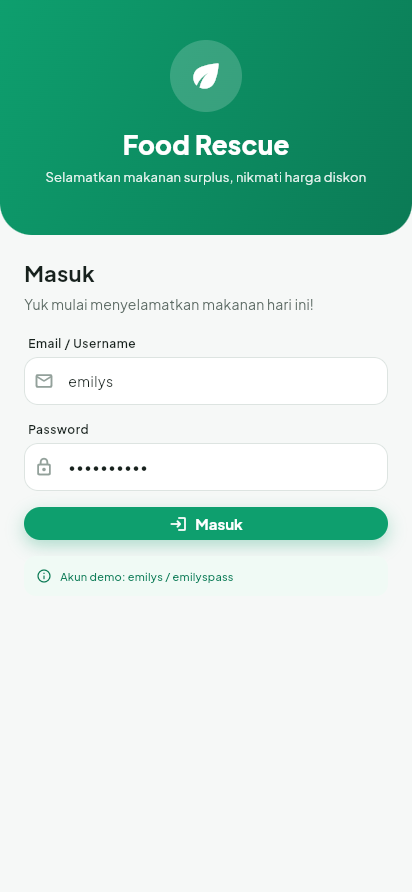 Food Rescue
Selamatkan makanan surplus, nikmati harga diskon
Masuk
Yuk mulai menyelamatkan makanan hari ini!
Email / Username
emilys
Password
••••••••••
Masuk
Akun demo: emilys / emilyspass